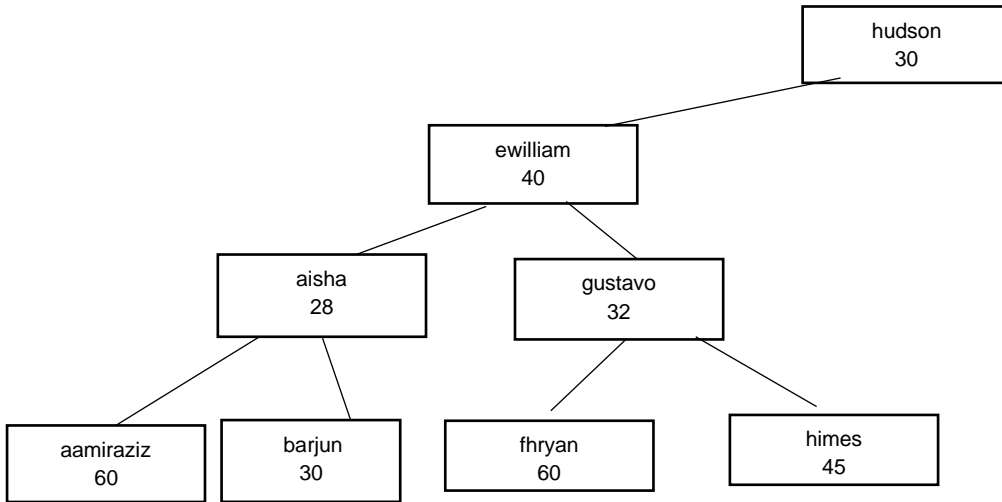 hudson
30
ewilliam
40
aisha
28
gustavo
32
aamiraziz
60
barjun
30
fhryan
60
himes
45